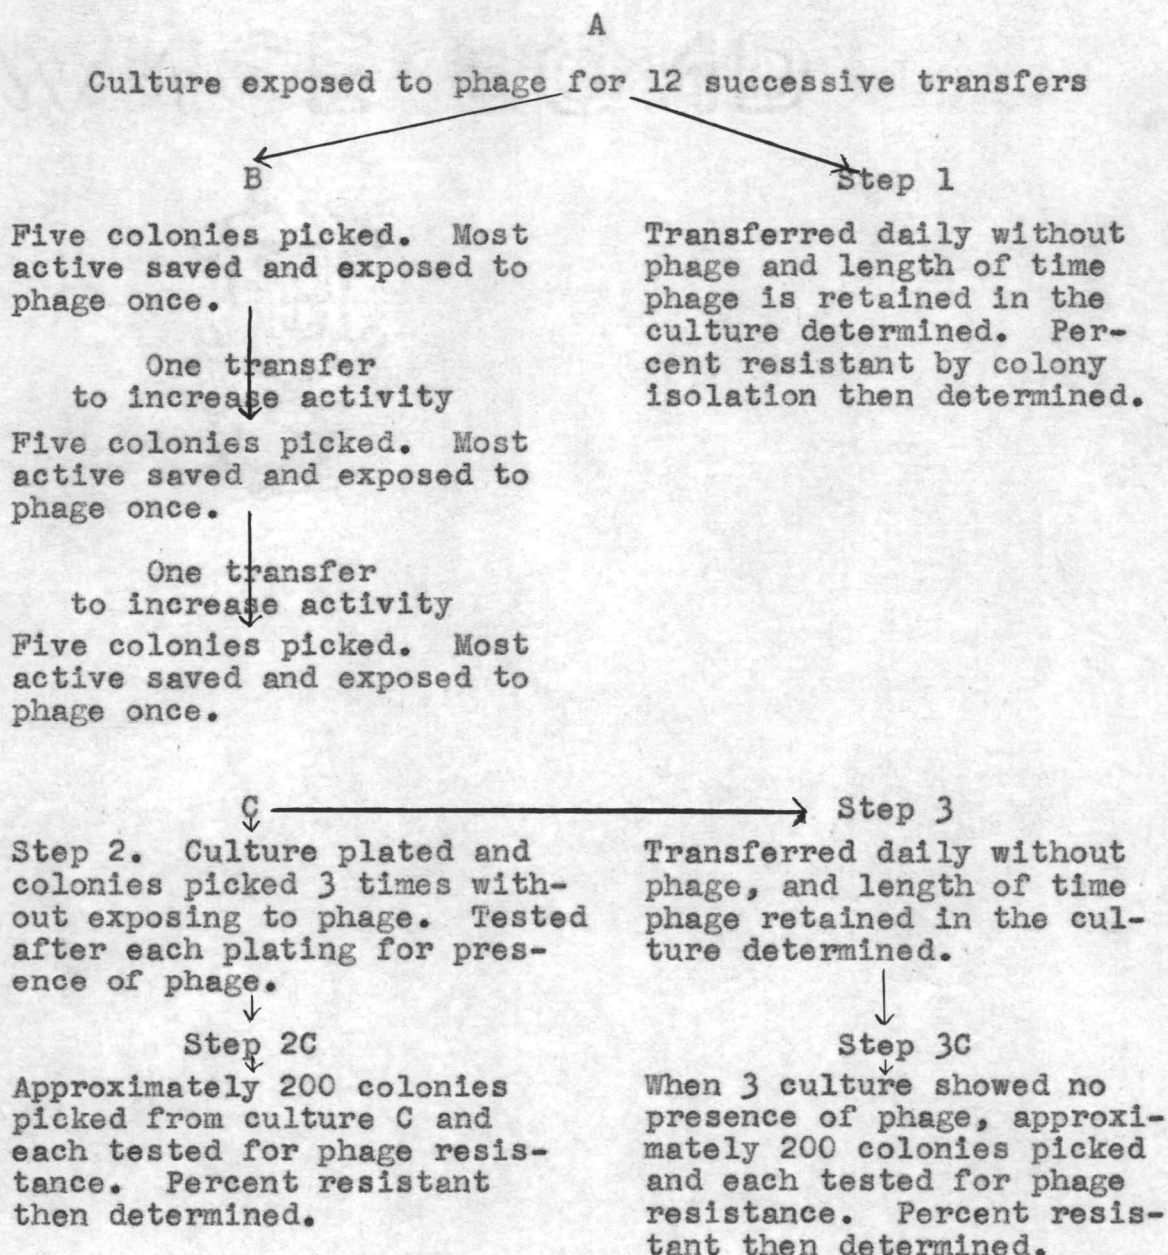 A
Culture exposed to phage for 12 successive transfers
B
Five colonies picked. Most
active saved and exposed to
phage once.
One transfer
to increase activity
Five colonies picked. Most
active saved and exposed to
phage once.
One transfer
to increase activity
Five colonies picked. Most
active saved and exposed to
phage once.
Step 1
Transferred daily without
phage and length of time
phage is retained in the
culture determined. Per-
cent resistant by colony
isolation then determined.
C
Step 2. Culture plated and
colonies picked 3 times with-
out exposing to phage. Tested
after each plating for pres-
ence of phage.
Step 2C
Approximately 200 colonies
picked from culture C and
each tested for phage resis-
tance. Percent resistant
then determined.
Step 3
Transferred daily without
phage, and length of time
phage retained in the cul-
ture determined.
Step 3C
When 3 culture showed no
presence of phage, approxi-
mately 200 colonies picked
and each tested for phage
resistance. Percent resis-
tant then determined.